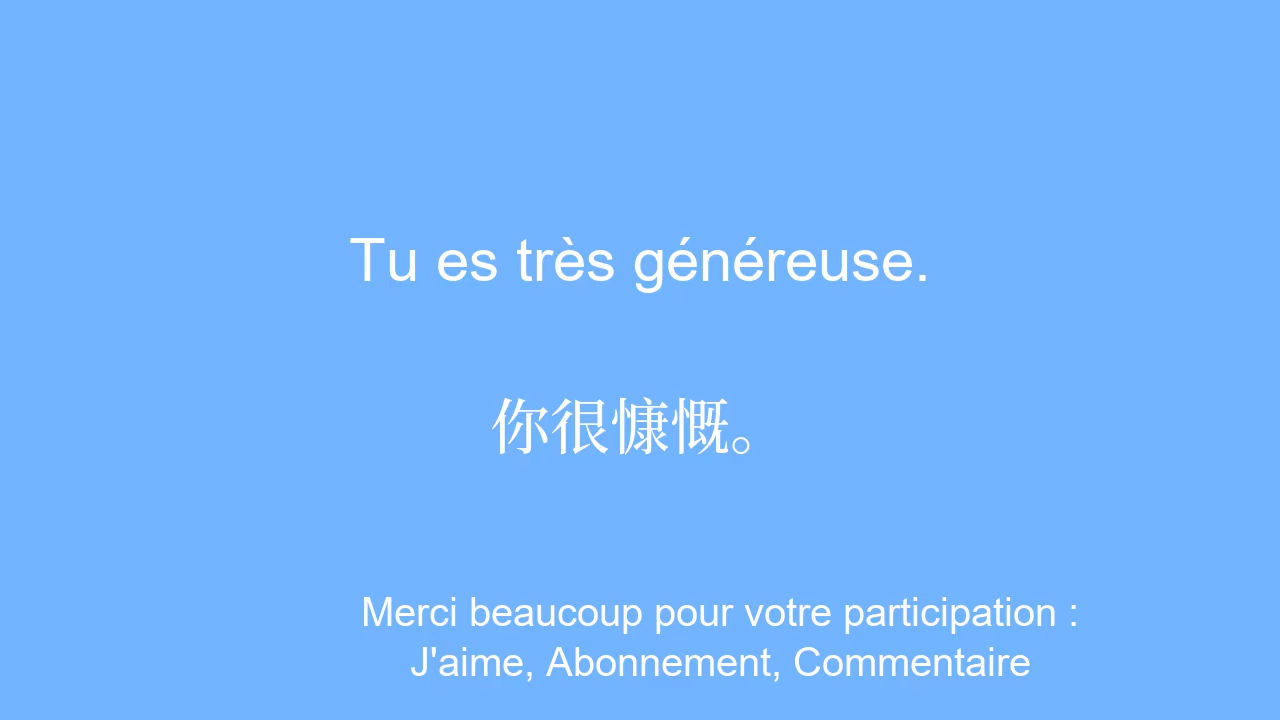 Tu es très généreuse.
你很慷慨。
Merci beaucoup pour votre participation :
J'aime, Abonnement, Commentaire